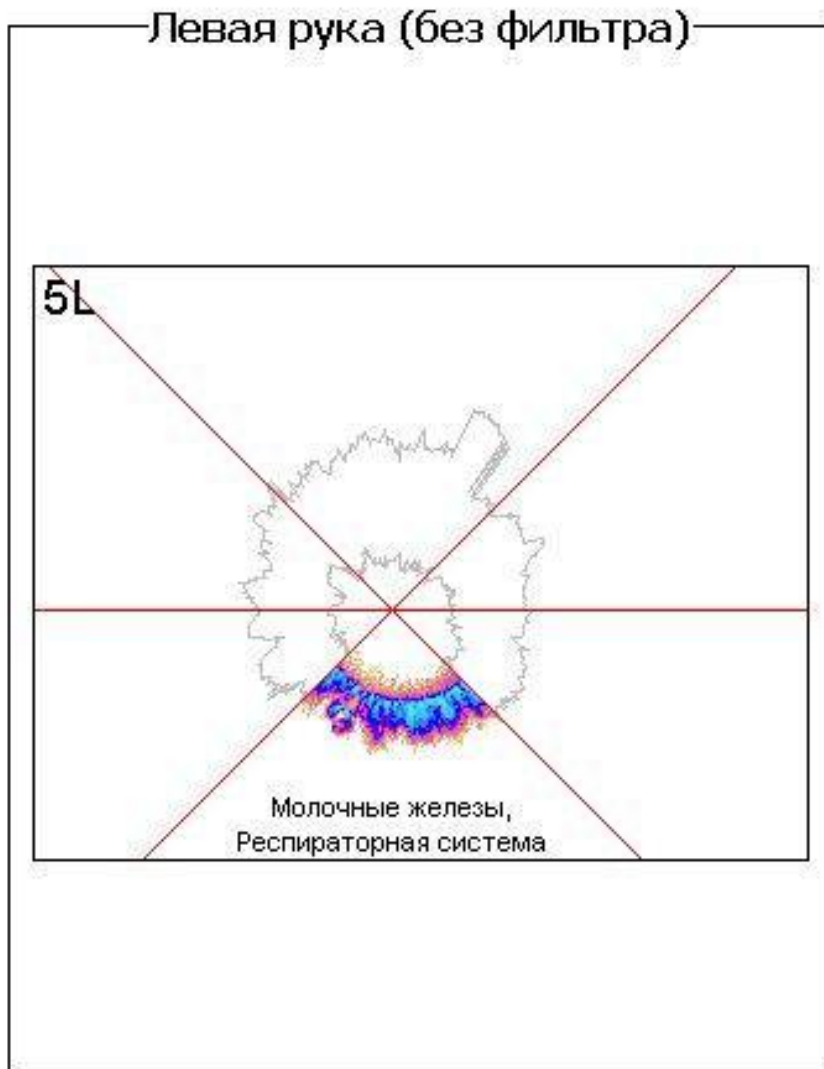 Левая рука (без фильтра)
5L
Молочные железы,
Респираторная система